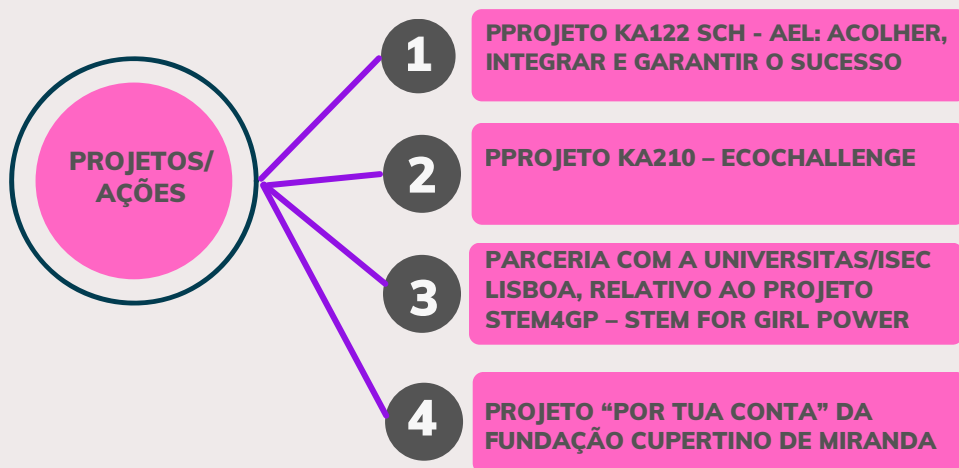 PROJETOS/
AÇÕES
1
PPROJETO KA122 SCH - AEL: ACOLHER,
INTEGRAR E GARANTIR O SUCESSO
2
PPROJETO KA210 – ECOCHALLENGE
3
PARCERIA COM A UNIVERSITAS/ISEC
LISBOA, RELATIVO AO PROJETO
STEM4GP – STEM FOR GIRL POWER
4
PROJETO “POR TUA CONTA” DA
FUNDAÇÃO CUPERTINO DE MIRANDA